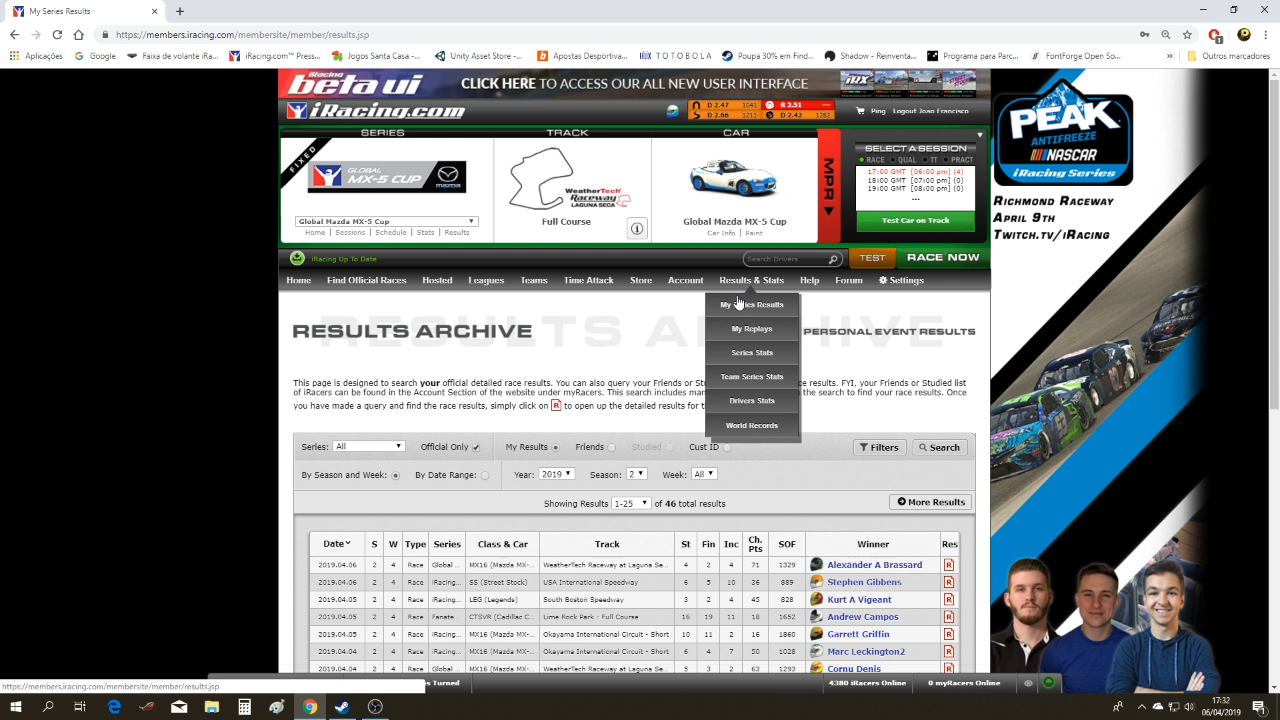 My Series Results
https://members.iracing.com/membersite/member/results.jsp
Aplicações
Google
Faixa de volante iRa...
iRacing.com™ Press...
Jogos Santa Casa -...
Unity Asset Store -...
Apostas Desportiva...
T O T O B O L A
Poupa 30% em Find...
Shadow - Reinventa...
Programa para Parc...
FontForge Open So...
»
Outros marcadores
iRacing
beta ui
CLICK HERE TO ACCESS OUR ALL NEW USER INTERFACE
iRacing.com
D 2.47 1041
R 2.51 —
D 2.66 1211
D 2.42 1282
Ping
Logout Joao Francisco
SERIES
TRACK
CAR
FIXED
GLOBAL
MX-5 CUP
mazda
Global Mazda MX-5 Cup
Home | Sessions | Schedule | Stats | Results
WeatherTech
Raceway
LAGUNA SECA
Full Course
Global Mazda MX-5 Cup
Car Info | Paint
MPR
SELECT A SESSION
RACE QUAL TT PRACT
17:00 GMT [06:00 pm] (4)
18:00 GMT [07:00 pm] (0)
19:00 GMT [08:00 pm] (0)
...
Test Car on Track
iRacing Up To Date
Search Drivers
TEST
RACE NOW
Home
Find Official Races
Hosted
Leagues
Teams
Time Attack
Store
Account
Results & Stats
Help
Forum
Settings
My Series Results
My Replays
Series Stats
Team Series Stats
Drivers Stats
World Records
RESULTS ARCHIVE
PERSONAL EVENT RESULTS
This page is designed to search your official detailed race results. You can also query your Friends or Stu
ce results. FYI, your Friends or Studied list
of iRacers can be found in the Account Section of the website under myRacers. This search includes man
the search to find your race results. Once
you have made a query and find the race results, simply click on R to open up the detailed results for t
Series: All
Official Only
My Results
Friends
Studied
Cust ID
Filters
Search
By Season and Week:
By Date Range:
Year: 2019
Season: 2
Week: All
Showing Results 1-25 of 46 total results
More Results
Date S W Type Series Class & Car Track St Fin Inc Ch. Pts SOF Winner Res
2019.04.06 2 4 Race Global ... MX16 (Mazda MX-... WeatherTech Raceway at Laguna Se... 4 2 4 71 1329 Alexander A Brassard R
2019.04.06 2 4 Race iRacing... SS (Street Stock) USA International Speedway 6 5 10 36 889 Stephen Gibbens R
2019.04.06 2 4 Race iRacing... LEG (Legends) South Boston Speedway 3 2 4 45 828 Kurt A Vigeant R
2019.04.05 2 4 Race Fanate... CTSVR (Cadillac C... Lime Rock Park - Full Course 16 19 11 18 1652 Andrew Campos R
2019.04.05 2 4 Race iRacing... MX16 (Mazda MX-... Okayama International Circuit - Short 10 11 2 16 1860 Garrett Griffin R
2019.04.05 2 4 Race iRacing... MX16 (Mazda MX-... Okayama International Circuit - Short 6 4 7 50 1028 Marc Leckington2 R
2019.04.04 2 4 Race Global ... MX16 (Mazda MX-... WeatherTech Raceway at Laguna Se... 5 3 2 63 1293 Cornu Denis R
PEAK
ANTIFREEZE
NASCAR
iRacing Series
RICHMOND RACEWAY
APRIL 9TH
TWITCH.TV/IRACING
https://members.iracing.com/membersite/member/results.jsp
s Turned
4380 iRacers Online
0 myRacers Online
17:32
06/04/2019